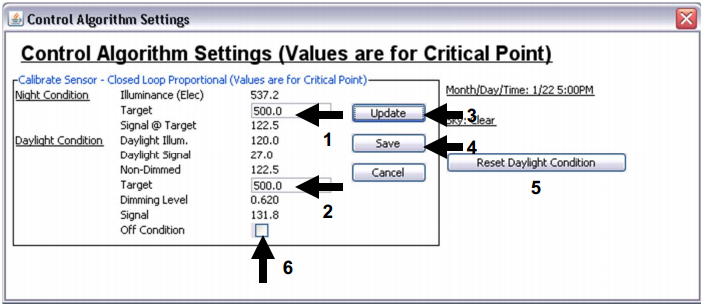 Control Algorithm Settings
Control Algorithm Settings (Values are for Critical Point)
Calibrate Sensor - Closed Loop Proportional (Values are for Critical Point)
Night Condition Illuminance (Elec) 537.2
Target 500.0
1
Signal @ Target 122.5
Daylight Condition Daylight Illum. 120.0
Daylight Signal 27.0
Non-Dimmed 122.5
Target 500.0
2
Dimming Level 0.620
Signal 131.8
Off Condition
6
Update
3
Save
4
Cancel
Month/Day/Time: 1/22 5:00PM
Sky: Clear
Reset Daylight Condition
5